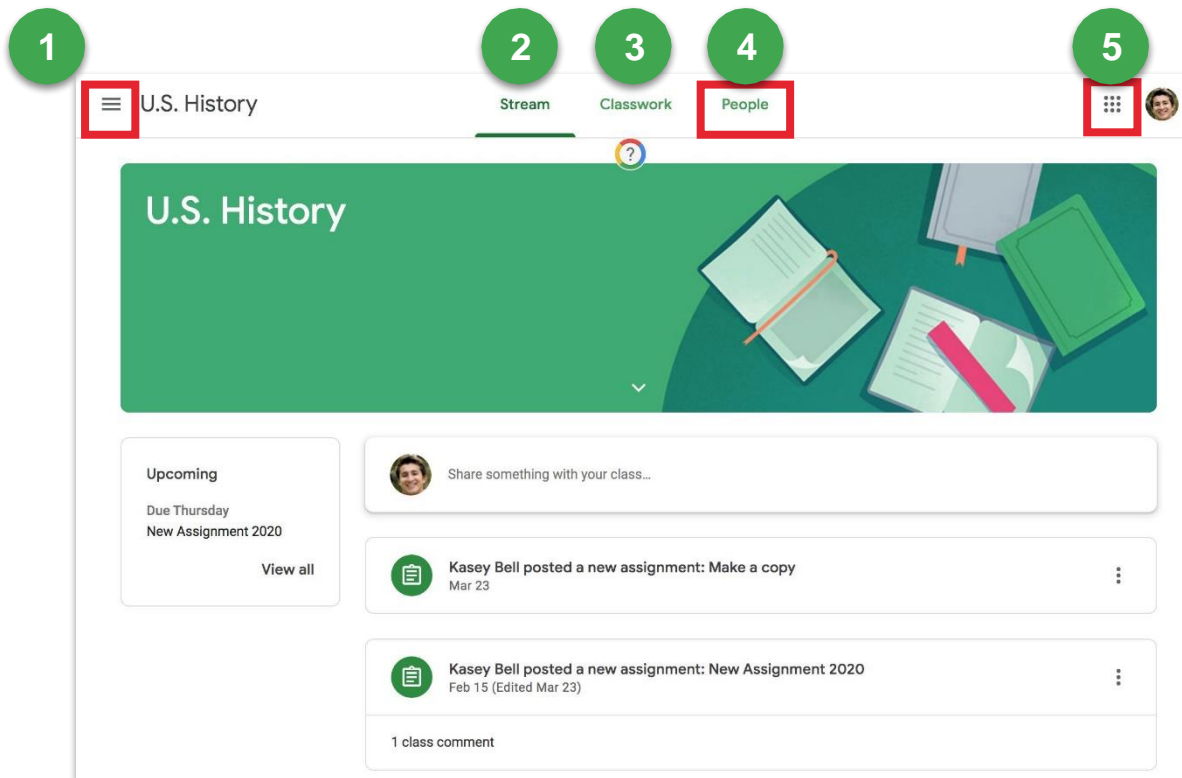 1
2
3
4
5
U.S. History
Stream
Classwork
People
?
U.S. History
Upcoming
Due Thursday
New Assignment 2020
View all
Share something with your class...
Kasey Bell posted a new assignment: Make a copy
Mar 23
Kasey Bell posted a new assignment: New Assignment 2020
Feb 15 (Edited Mar 23)
1 class comment